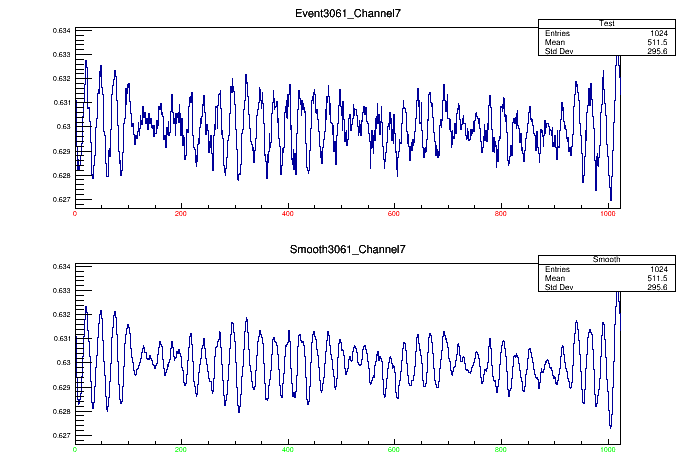 Event3061_Channel7
Test
Entries 1024
Mean 511.5
Std Dev 295.6
0.634
0.633
0.632
0.631
0.63
0.629
0.628
0.627
0 200 400 600 800 1000
Smooth3061_Channel7
Smooth
Entries 1024
Mean 511.5
Std Dev 295.6
0.634
0.633
0.632
0.631
0.63
0.629
0.628
0.627
0 200 400 600 800 1000